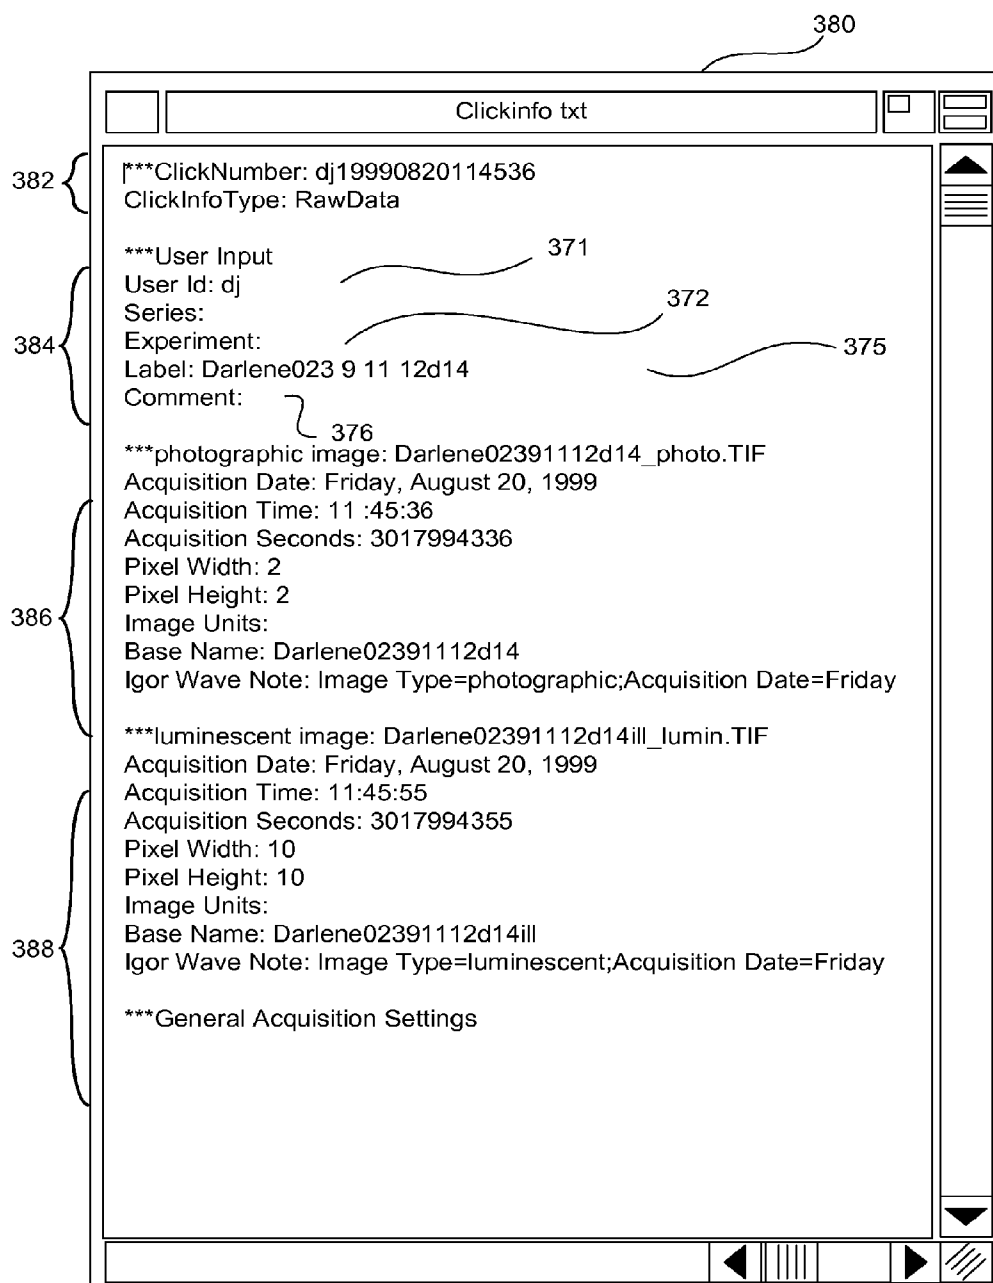 380
Clickinfo txt
382
***ClickNumber: dj19990820114536
ClickInfoType: RawData
***User Input
371
User Id: dj
372
Series:
384
Experiment:
375
Label: Darlene023 9 11 12d14
Comment:
376
***photographic image: Darlene02391112d14_photo.TIF
Acquisition Date: Friday, August 20, 1999
Acquisition Time: 11 :45:36
Acquisition Seconds: 3017994336
Pixel Width: 2
Pixel Height: 2
386
Image Units:
Base Name: Darlene02391112d14
Igor Wave Note: Image Type=photographic;Acquisition Date=Friday
***luminescent image: Darlene02391112d14ill_lumin.TIF
Acquisition Date: Friday, August 20, 1999
Acquisition Time: 11:45:55
Acquisition Seconds: 3017994355
Pixel Width: 10
Pixel Height: 10
Image Units:
388
Base Name: Darlene02391112d14ill
Igor Wave Note: Image Type=luminescent;Acquisition Date=Friday
***General Acquisition Settings